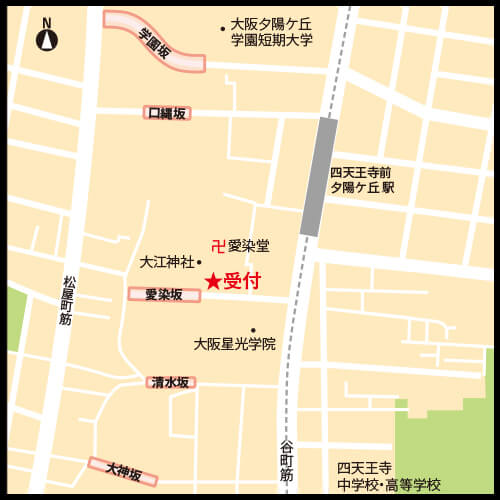 N
大阪夕陽ケ丘
学園短期大学
学園坂
口縄坂
四天王寺前
夕陽ケ丘 駅
卍愛染堂
大江神社
★受付
愛染坂
松屋町筋
大阪星光学院
清水坂
谷町筋
大神坂
四天王寺
中学校・高等学校